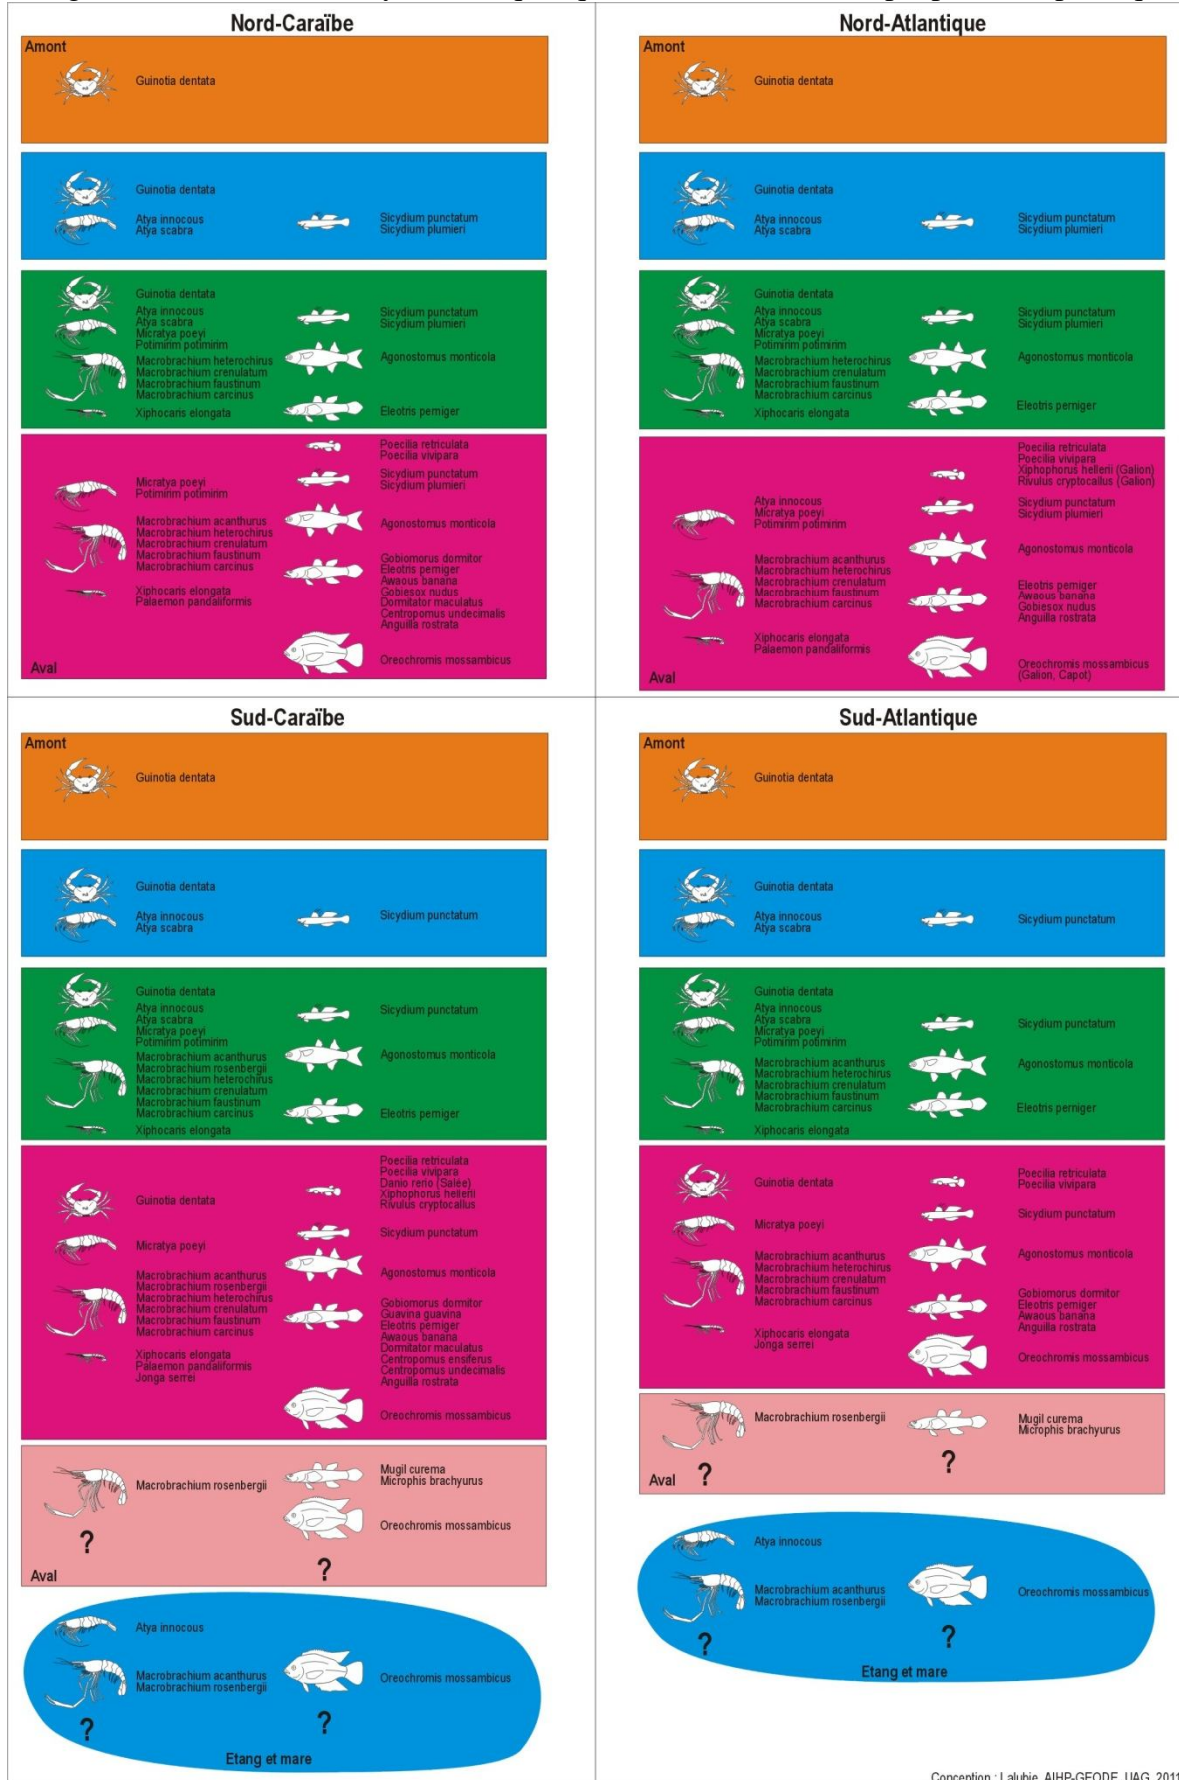 Nord-Caraïbe
Amont
Guinotia dentata
Guinotia dentata
Atya innocous
Atya scabra
Sicydium punctatum
Sicydium plumieri
Guinotia dentata
Atya innocous
Atya scabra
Micratya poeyi
Potimirim potimirim
Macrobrachium heterochirus
Macrobrachium crenulatum
Macrobrachium faustinum
Macrobrachium carcinus
Xiphocaris elongata
Sicydium punctatum
Sicydium plumieri
Agonostomus monticola
Eleotris perniger
Micratya poeyi
Potimirim potimirim
Macrobrachium acanthurus
Macrobrachium heterochirus
Macrobrachium crenulatum
Macrobrachium faustinum
Macrobrachium carcinus
Xiphocaris elongata
Palaemon pandaliformis
Poecilia retriculata
Poecilia vivipara
Sicydium punctatum
Sicydium plumieri
Agonostomus monticola
Gobiomorus dormitor
Eleotris perniger
Awaous banana
Gobiesox nudus
Dormitator maculatus
Centropomus undecimalis
Anguilla rostrata
Oreochromis mossambicus
Aval
Nord-Atlantique
Amont
Guinotia dentata
Guinotia dentata
Atya innocous
Atya scabra
Sicydium punctatum
Sicydium plumieri
Guinotia dentata
Atya innocous
Atya scabra
Micratya poeyi
Potimirim potimirim
Macrobrachium heterochirus
Macrobrachium crenulatum
Macrobrachium faustinum
Macrobrachium carcinus
Xiphocaris elongata
Sicydium punctatum
Sicydium plumieri
Agonostomus monticola
Eleotris perniger
Atya innocous
Micratya poeyi
Potimirim potimirim
Macrobrachium acanthurus
Macrobrachium heterochirus
Macrobrachium crenulatum
Macrobrachium faustinum
Macrobrachium carcinus
Xiphocaris elongata
Palaemon pandaliformis
Poecilia retriculata
Poecilia vivipara
Xiphophorus hellerii (Galion)
Rivulus cryptocallus (Galion)
Sicydium punctatum
Sicydium plumieri
Agonostomus monticola
Eleotris perniger
Awaous banana
Gobiesox nudus
Anguilla rostrata
Oreochromis mossambicus
(Galion, Capot)
Aval
Sud-Caraïbe
Amont
Guinotia dentata
Guinotia dentata
Atya innocous
Atya scabra
Sicydium punctatum
Guinotia dentata
Atya innocous
Atya scabra
Micratya poeyi
Potimirim potimirim
Macrobrachium acanthurus
Macrobrachium rosenbergii
Macrobrachium heterochirus
Macrobrachium crenulatum
Macrobrachium faustinum
Macrobrachium carcinus
Xiphocaris elongata
Sicydium punctatum
Agonostomus monticola
Eleotris perniger
Guinotia dentata
Micratya poeyi
Macrobrachium acanthurus
Macrobrachium rosenbergii
Macrobrachium heterochirus
Macrobrachium crenulatum
Macrobrachium faustinum
Macrobrachium carcinus
Xiphocaris elongata
Palaemon pandaliformis
Jonga serrei
Poecilia retriculata
Poecilia vivipara
Danio rerio (Salée)
Xiphophorus hellerii
Rivulus cryptocallus
Sicydium punctatum
Agonostomus monticola
Gobiomorus dormitor
Guavina guavina
Eleotris perniger
Awaous banana
Dormitator maculatus
Centropomus ensiferus
Centropomus undecimalis
Anguilla rostrata
Oreochromis mossambicus
Macrobrachium rosenbergii
?
Mugil curema
Microphis brachyurus
Oreochromis mossambicus
?
Aval
Atya innocous
Macrobrachium acanthurus
Macrobrachium rosenbergii
?
Oreochromis mossambicus
?
Etang et mare
Sud-Atlantique
Amont
Guinotia dentata
Guinotia dentata
Atya innocous
Atya scabra
Sicydium punctatum
Guinotia dentata
Atya innocous
Atya scabra
Micratya poeyi
Potimirim potimirim
Macrobrachium acanthurus
Macrobrachium heterochirus
Macrobrachium crenulatum
Macrobrachium faustinum
Macrobrachium carcinus
Xiphocaris elongata
Sicydium punctatum
Agonostomus monticola
Eleotris perniger
Guinotia dentata
Micratya poeyi
Macrobrachium acanthurus
Macrobrachium heterochirus
Macrobrachium crenulatum
Macrobrachium faustinum
Macrobrachium carcinus
Xiphocaris elongata
Jonga serrei
Poecilia retriculata
Poecilia vivipara
Sicydium punctatum
Agonostomus monticola
Gobiomorus dormitor
Eleotris perniger
Awaous banana
Anguilla rostrata
Oreochromis mossambicus
Macrobrachium rosenbergii
?
Mugil curema
Microphis brachyurus
?
Aval
Atya innocous
Macrobrachium acanthurus
Macrobrachium rosenbergii
?
Oreochromis mossambicus
?
Etang et mare
Conception : Lalubie, AIHP-GEODE, UAG, 2011